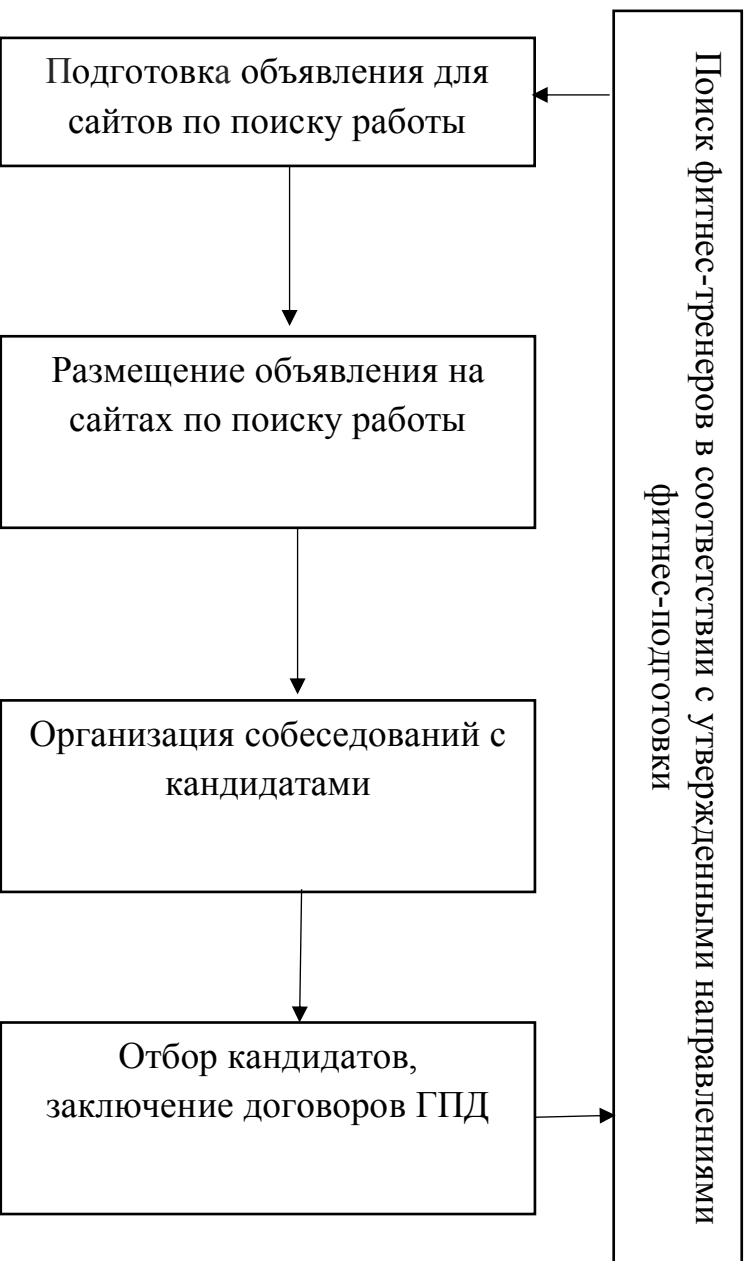 Подготовка объявления для
сайтов по поиску работы
Размещение объявления на
сайтах по поиску работы
Организация собеседований с
кандидатами
Отбор кандидатов,
заключение договоров ГПД
Поиск фитнес-тренеров в соответствии с утвержденными направлениями
фитнес-подготовки